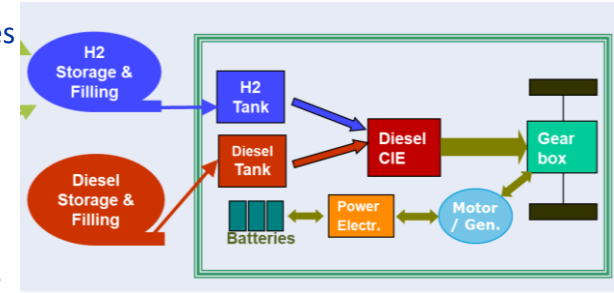 es
H2
Storage &
Filling
H2
Tank
Diesel
CIE
Gear
box
Diesel
Tank
Diesel
Storage &
Filling
Batteries
Power
Electr.
Motor
/ Gen.